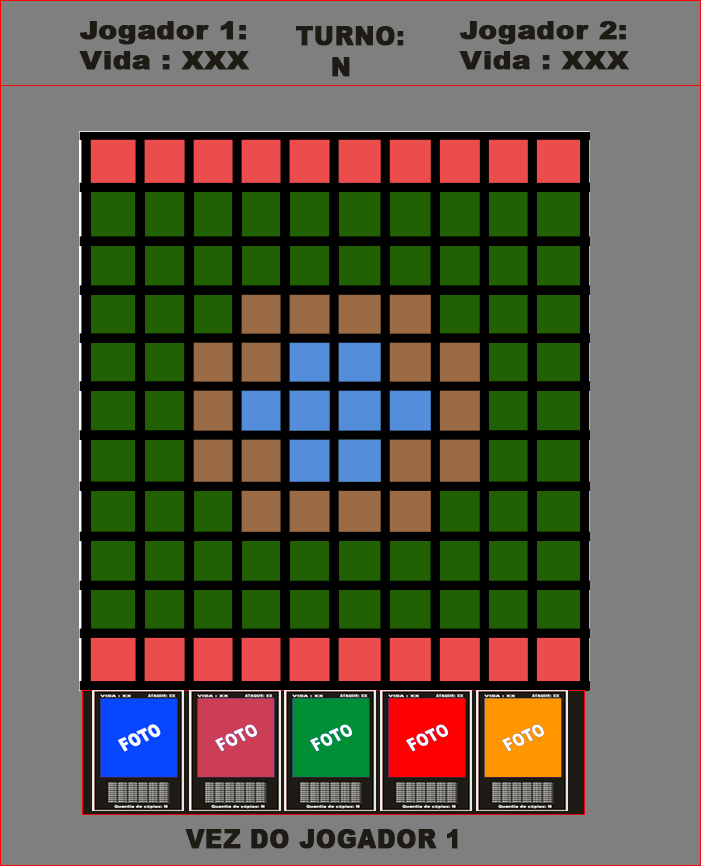 Jogador 1:
Vida : XXX
TURNO:
N
Jogador 2:
Vida : XXX
VIDA : XX ATAQUE: XX
FOTO
Quantia de cópias: N
VIDA : XX ATAQUE: XX
FOTO
Quantia de cópias: N
VIDA : XX ATAQUE: XX
FOTO
Quantia de cópias: N
VIDA : XX ATAQUE: XX
FOTO
Quantia de cópias: N
VIDA : XX ATAQUE: XX
FOTO
Quantia de cópias: N
VEZ DO JOGADOR 1